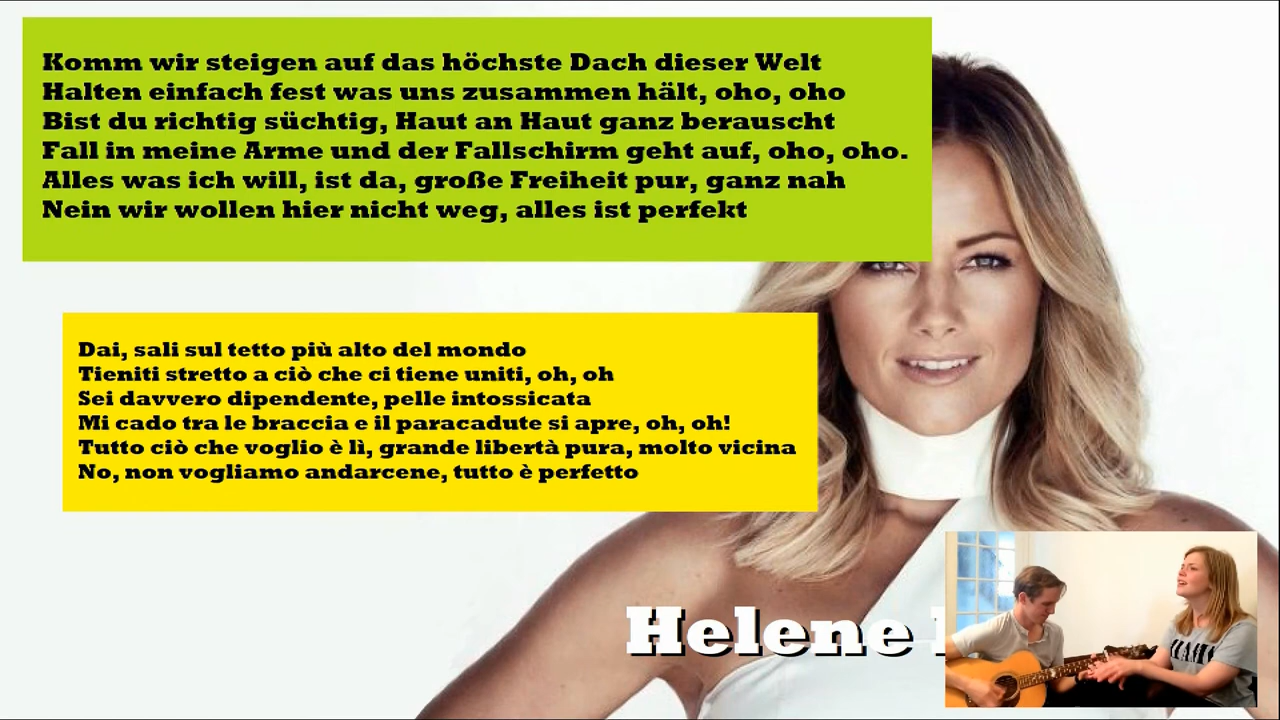 Komm wir steigen auf das höchste Dach dieser Welt
Halten einfach fest was uns zusammen hält, oho, oho
Bist du richtig süchtig, Haut an Haut ganz berauscht
Fall in meine Arme und der Fallschirm geht auf, oho, oho.
Alles was ich will, ist da, große Freiheit pur, ganz nah
Nein wir wollen hier nicht weg, alles ist perfekt
Dai, sali sul tetto più alto del mondo
Tieniti stretto a ciò che ci tiene uniti, oh, oh
Sei davvero dipendente, pelle intossicata
Mi cado tra le braccia e il paracadute si apre, oh, oh!
Tutto ciò che voglio è lì, grande libertà pura, molto vicina
No, non vogliamo andarcene, tutto è perfetto
Helene